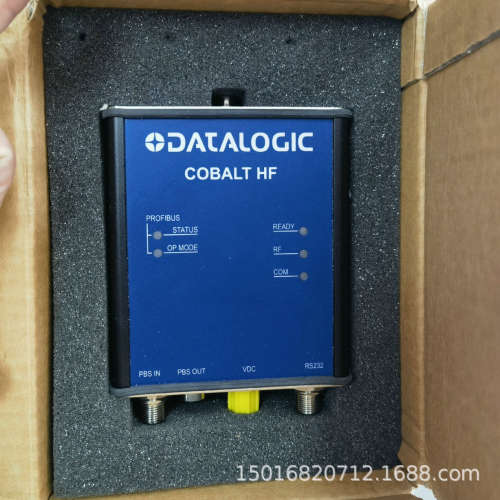 DATALOGIC
COBALT HF
PROFIBUS
STATUS
OP MODE
READY
RF
COM
PBS IN PBS OUT VDC RS232
15016820712.1688.com